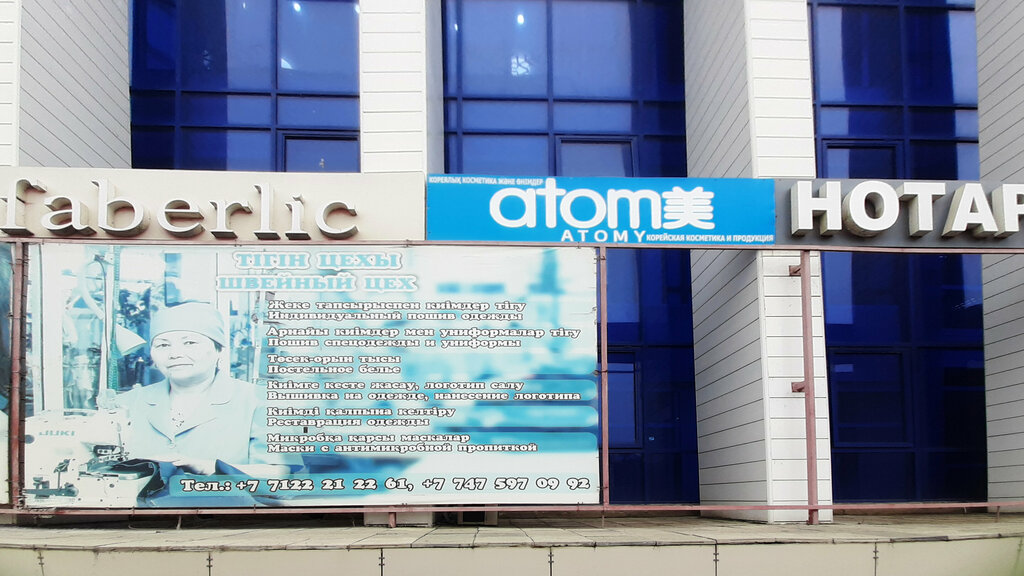 faberlic
КОРЕЯЛЫҚ КОСМЕТИКА ЖӘНЕ ӨНІМДЕР
atom美
ATOMY КОРЕЙСКАЯ КОСМЕТИКА И ПРОДУКЦИЯ
НОТАР
ТІГІН ЦЕХЫ
ШВЕЙНЫЙ ЦЕХ
Жеке тапсырыспен киімдер тігу
Индивидуальный пошив одежды
Арнайы киімдер мен униформалар тігу
Пошив спецодежды и униформы
Төсек-орын тысы
Постельное белье
Киімге кесте жасау, логотип салу
Вышивка на одежде, нанесение логотипа
Киімді қалпына келтіру
Реставрация одежды
Микробқа қарсы маскалар
Маски с антимикробной пропиткой
JUKI
Тел.: +7 7122 21 22 61, +7 747 597 09 92